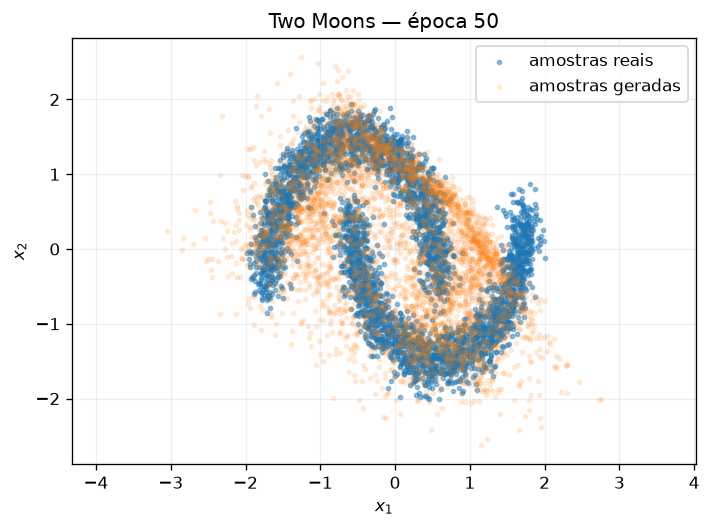 Two Moons — época 50
amostras reais
amostras geradas
x₂
2
1
0
−1
−2
−4
−3
−2
−1
0
1
2
3
4
x₁